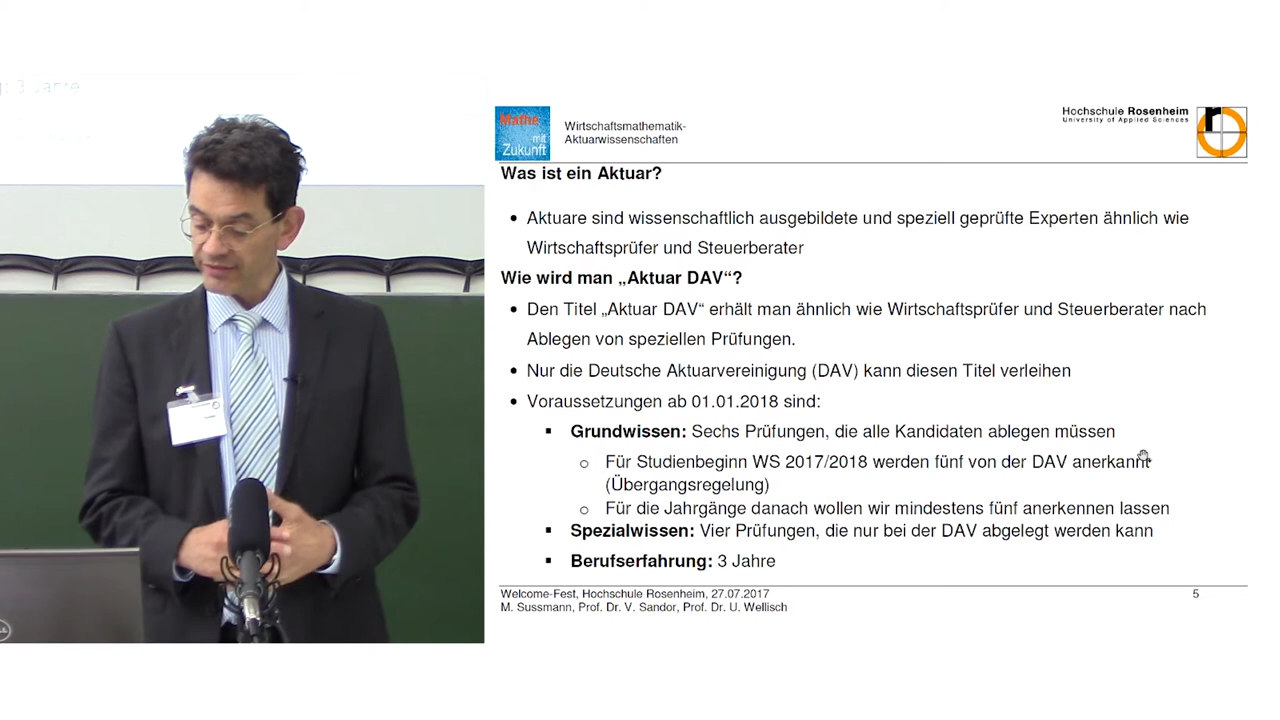 3 Jahre
Mathe
mit
Zukunft
Wirtschaftsmathematik-
Aktuarwissenschaften
Hochschule Rosenheim
University of Applied Sciences
r
Was ist ein Aktuar?
• Aktuare sind wissenschaftlich ausgebildete und speziell geprüfte Experten ähnlich wie
Wirtschaftsprüfer und Steuerberater
Wie wird man „Aktuar DAV“?
• Den Titel „Aktuar DAV“ erhält man ähnlich wie Wirtschaftsprüfer und Steuerberater nach
Ablegen von speziellen Prüfungen.
• Nur die Deutsche Aktuarvereinigung (DAV) kann diesen Titel verleihen
• Voraussetzungen ab 01.01.2018 sind:
▪ Grundwissen: Sechs Prüfungen, die alle Kandidaten ablegen müssen
o Für Studienbeginn WS 2017/2018 werden fünf von der DAV anerkannt
(Übergangsregelung)
o Für die Jahrgänge danach wollen wir mindestens fünf anerkennen lassen
▪ Spezialwissen: Vier Prüfungen, die nur bei der DAV abgelegt werden kann
▪ Berufserfahrung: 3 Jahre
Welcome-Fest, Hochschule Rosenheim, 27.07.2017
M. Sussmann, Prof. Dr. V. Sandor, Prof. Dr. U. Wellisch
5